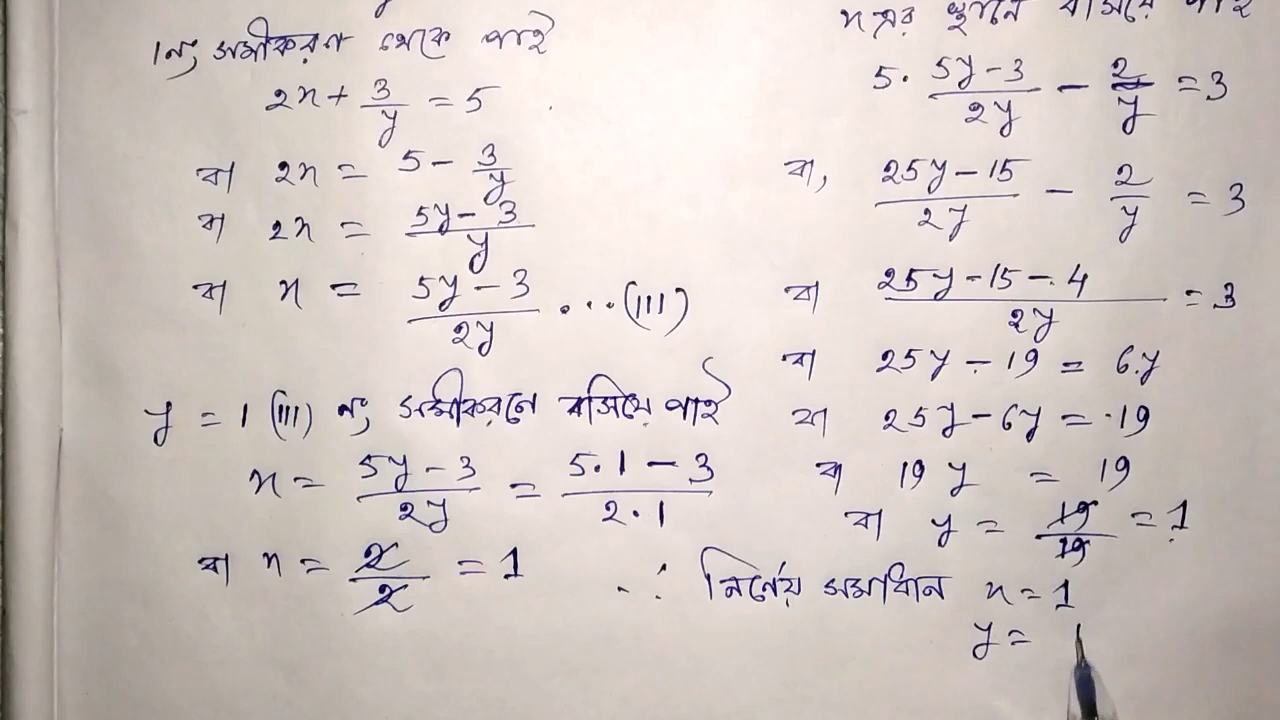 ১নং সমীকরণ থেকে পাই
2x + 3/y = 5
বা 2x = 5 - 3/y
বা 2x = (5y - 3)/y
বা x = (5y - 3)/2y ...(III)
y = 1 (III) নং সমীকরণে বসিয়ে পাই
x = (5y - 3)/2y = (5.1 - 3)/2.1
বা x = 2/2 = 1
x এর স্থানে বসিয়ে পাই
5. (5y - 3)/2y - 2/y = 3
বা, (25y - 15)/2y - 2/y = 3
বা (25y - 15 - 4)/2y = 3
বা 25y - 19 = 6.y
বা 25y - 6y = 19
বা 19y = 19
বা y = 19/19 = 1
∴ নির্ণেয় সমাধান x = 1
y =